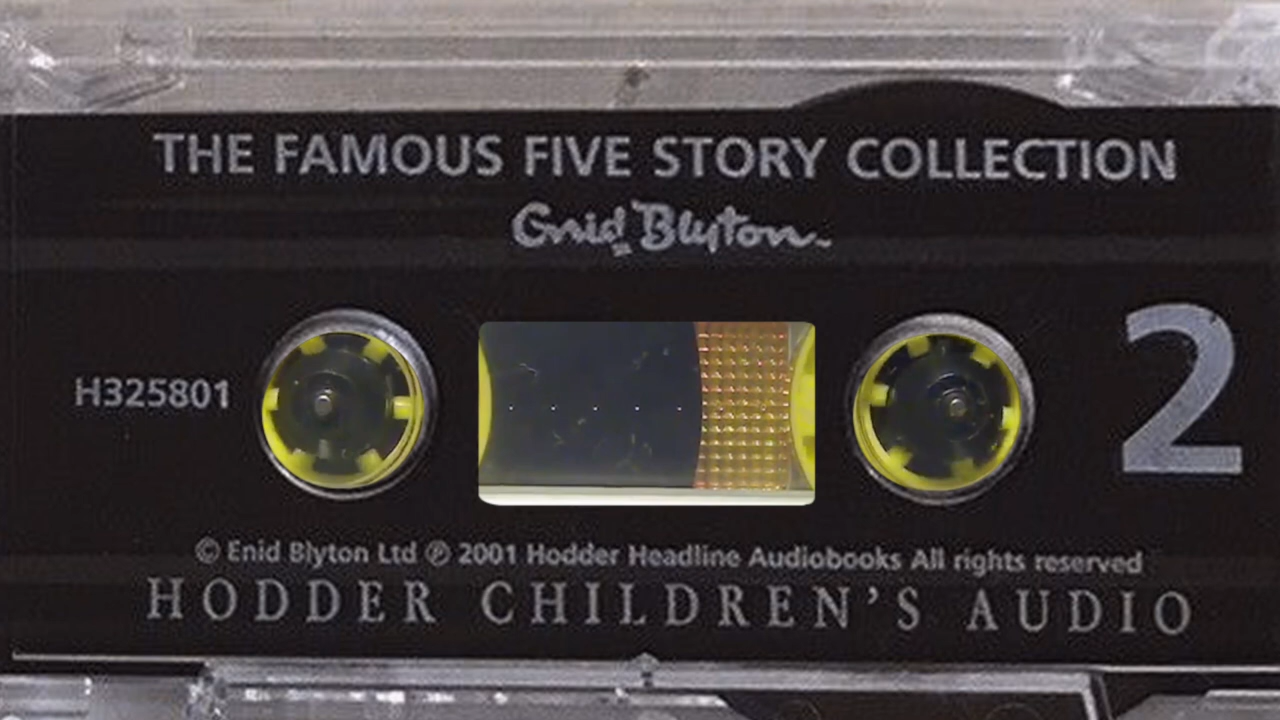 THE FAMOUS FIVE STORY COLLECTION
Enid Blyton
H325801
2
© Enid Blyton Ltd ℗ 2001 Hodder Headline Audiobooks All rights reserved
HODDER CHILDREN'S AUDIO